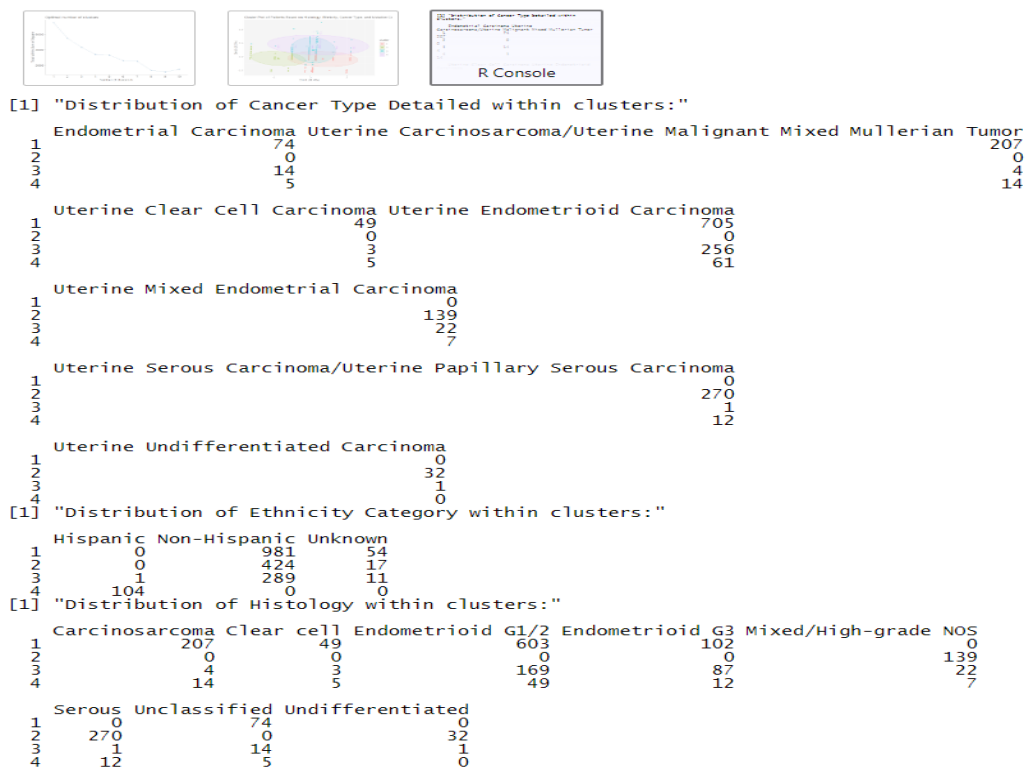 R Console
[1] "Distribution of Cancer Type Detailed within clusters:"
Endometrial Carcinoma Uterine Carcinosarcoma/Uterine Malignant Mixed Mullerian Tumor
1 74 207
2 0 0
3 14 4
4 5 14
Uterine Clear Cell Carcinoma Uterine Endometrioid Carcinoma
1 49 705
2 0 0
3 3 256
4 5 61
Uterine Mixed Endometrial Carcinoma
1 0
2 139
3 22
4 7
Uterine Serous Carcinoma/Uterine Papillary Serous Carcinoma
1 0
2 270
3 1
4 12
Uterine Undifferentiated Carcinoma
1 0
2 32
3 1
4 0
[1] "Distribution of Ethnicity Category within clusters:"
Hispanic Non-Hispanic Unknown
1 0 981 54
2 0 424 17
3 1 289 11
4 104 0 0
[1] "Distribution of Histology within clusters:"
Carcinosarcoma Clear cell Endometrioid G1/2 Endometrioid G3 Mixed/High-grade NOS
1 207 49 603 102 0
2 0 0 0 0 139
3 4 3 169 87 22
4 14 5 49 12 7
Serous Unclassified Undifferentiated
1 0 74 0
2 270 0 32
3 1 14 1
4 12 5 0